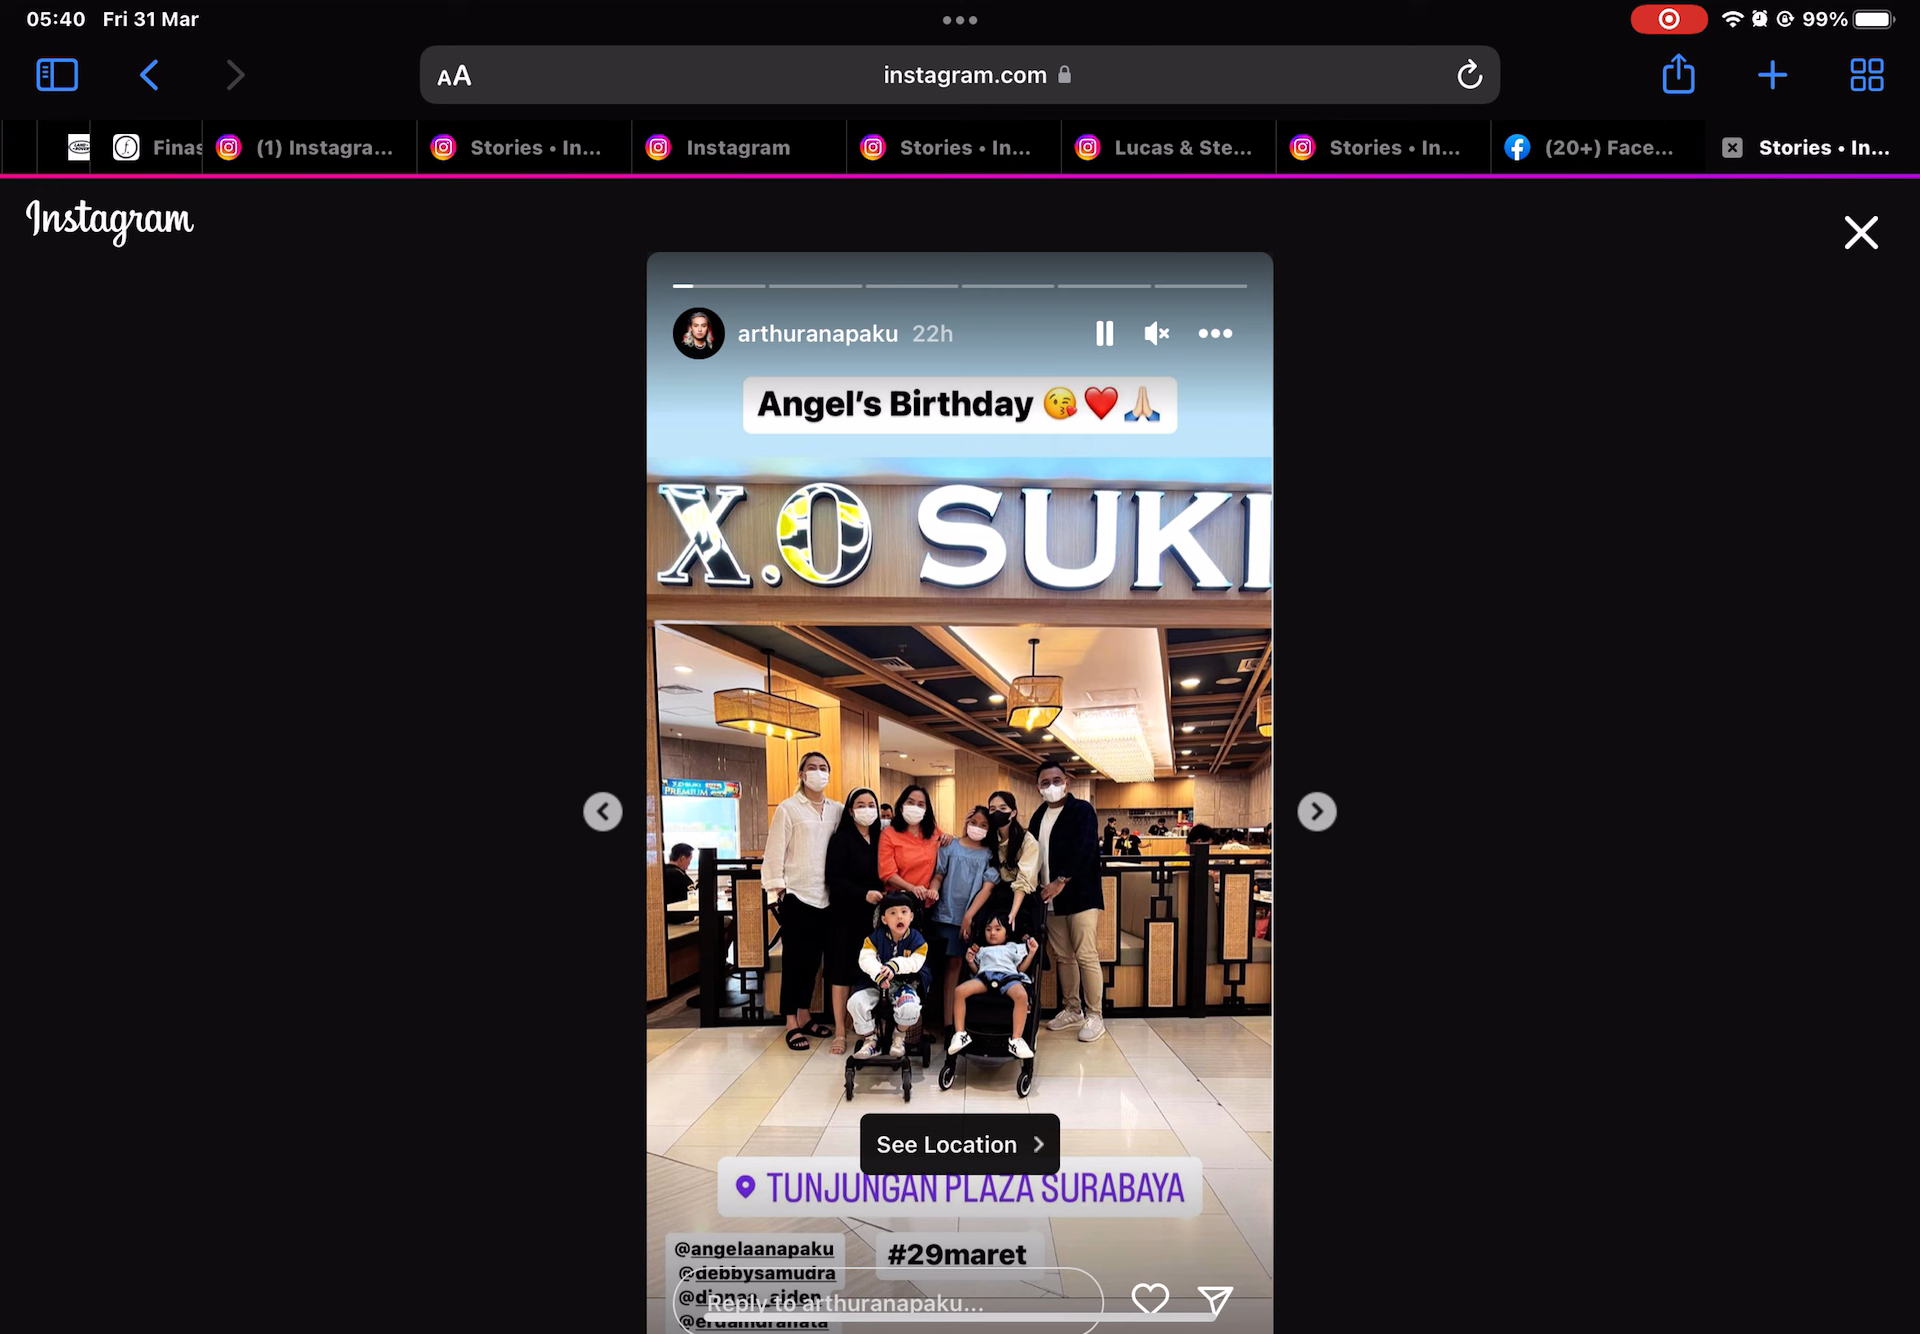 05:40 Fri 31 Mar
99%
AA
instagram.com
Finas
(1) Instagra...
Stories • In...
Instagram
Stories • In...
Lucas & Ste...
Stories • In...
(20+) Face...
Stories • In...
Instagram
arthuranapaku 22h
Angel's Birthday 😘❤️🙏🏻
X.O SUKI
PREMIUM
See Location
TUNJUNGAN PLAZA SURABAYA
@angelaanapaku
#29maret
@debbysamudra
Reply to arthuranapaku...